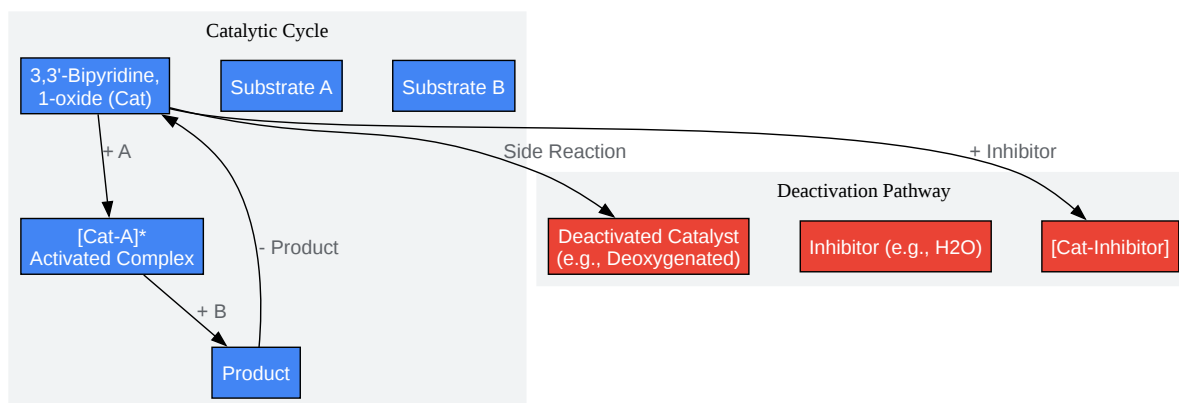 Catalytic Cycle
3,3'-Bipyridine,
1-oxide (Cat)
Substrate A
Substrate B
+ A
Side Reaction
+ Inhibitor
Deactivation Pathway
[Cat-A]*
Activated Complex
- Product
Deactivated Catalyst
(e.g., Deoxygenated)
Inhibitor (e.g., H2O)
[Cat-Inhibitor]
+ B
Product